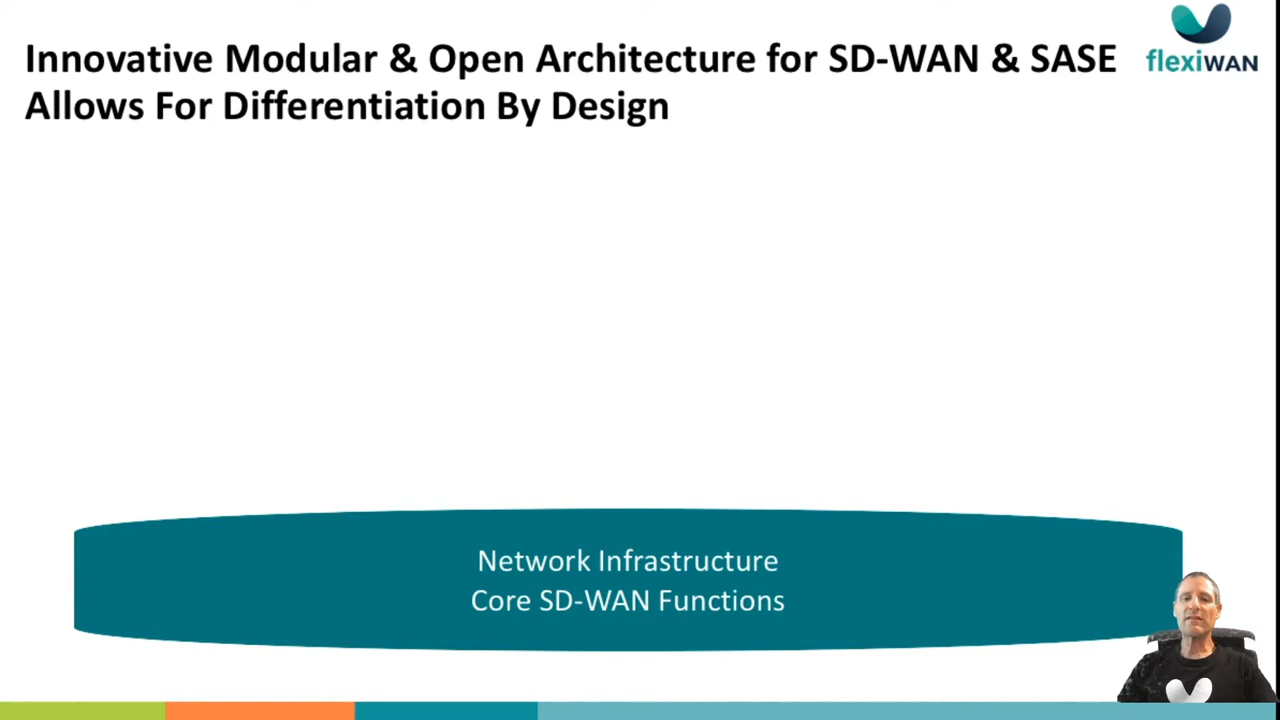 Innovative Modular & Open Architecture for SD-WAN & SASE
Allows For Differentiation By Design
flexiWAN
Network Infrastructure
Core SD-WAN Functions